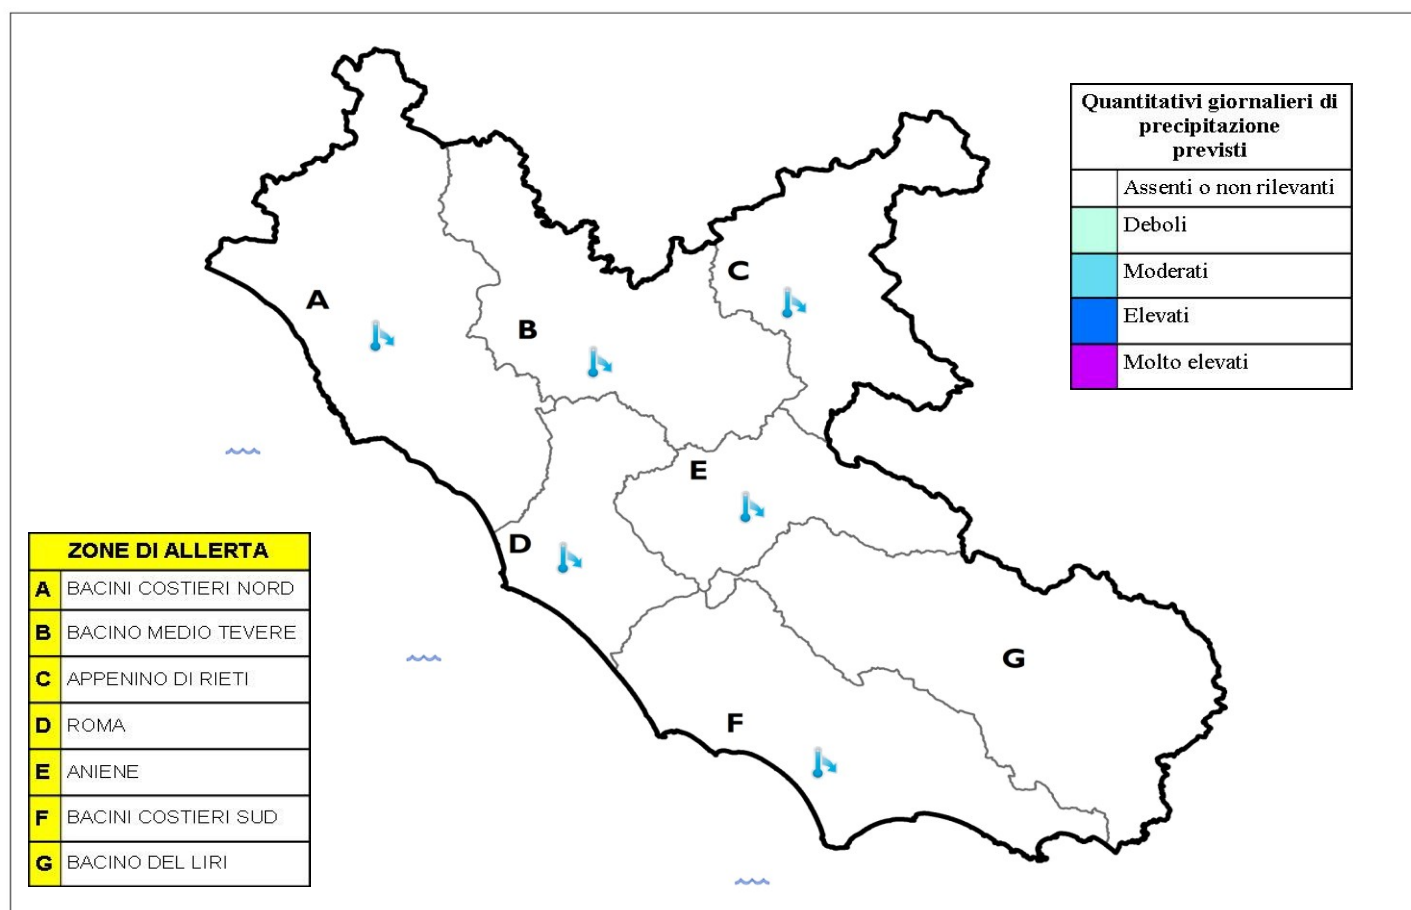 Quantitativi giornalieri di
precipitazione
previsti
Assenti o non rilevanti
Deboli
Moderati
Elevati
Molto elevati
A
B
C
D
E
F
G
ZONE DI ALLERTA
A BACINI COSTIERI NORD
B BACINO MEDIO TEVERE
C APPENINO DI RIETI
D ROMA
E ANIENE
F BACINI COSTIERI SUD
G BACINO DEL LIRI